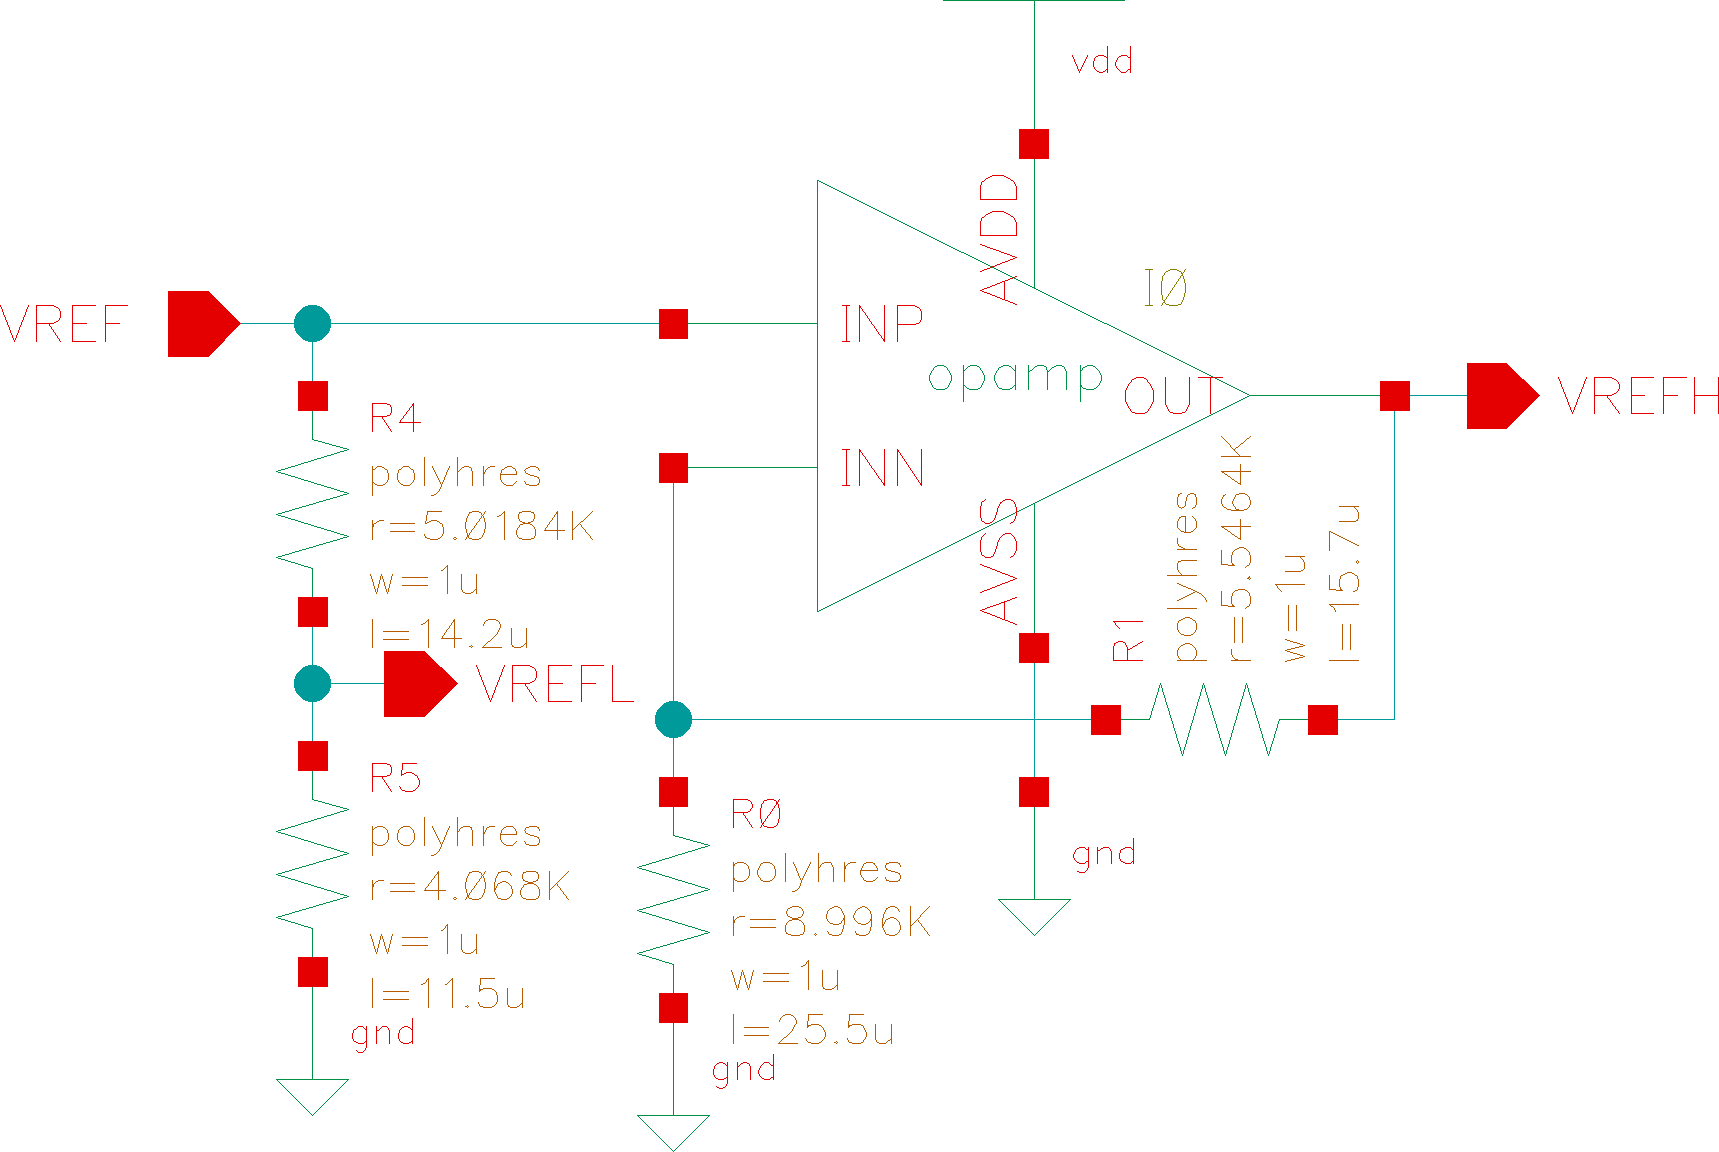 vdd
AVDD
IØ
VREF
INP
opamp
OUT
VREFH
R4
polyhres
r=5.Ø184K
w=1u
l=14.2u
INN
AVSS
R1
polyhres
r=5.5464K
w=1u
l=15.7u
VREFL
R5
polyhres
r=4.Ø68K
w=1u
l=11.5u
gnd
RØ
polyhres
r=8.996K
w=1u
l=25.5u
gnd
gnd